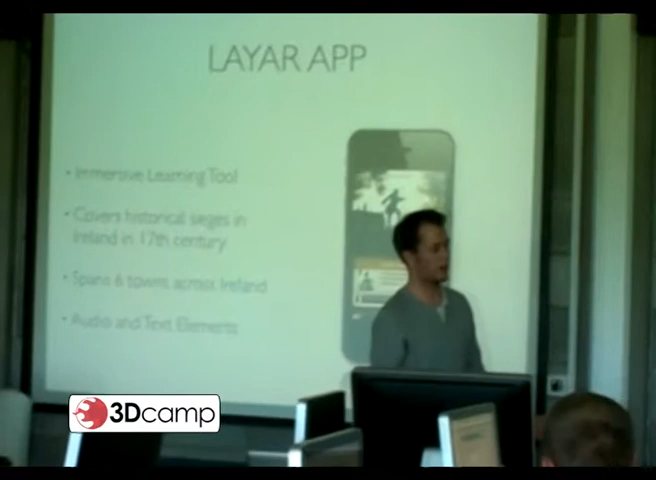 LAYAR APP
• Immersive Learning Tool
• Covers historical sieges in
Ireland in 17th century
• Spans 6 towns across Ireland
• Audio and Text Elements
3Dcamp